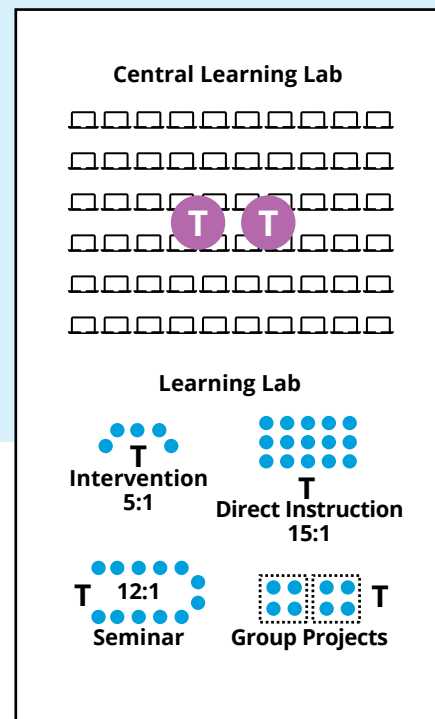 Central Learning Lab
T T
Learning Lab
T
Intervention
5:1
T
Direct Instruction
15:1
T 12:1
Seminar
T
Group Projects